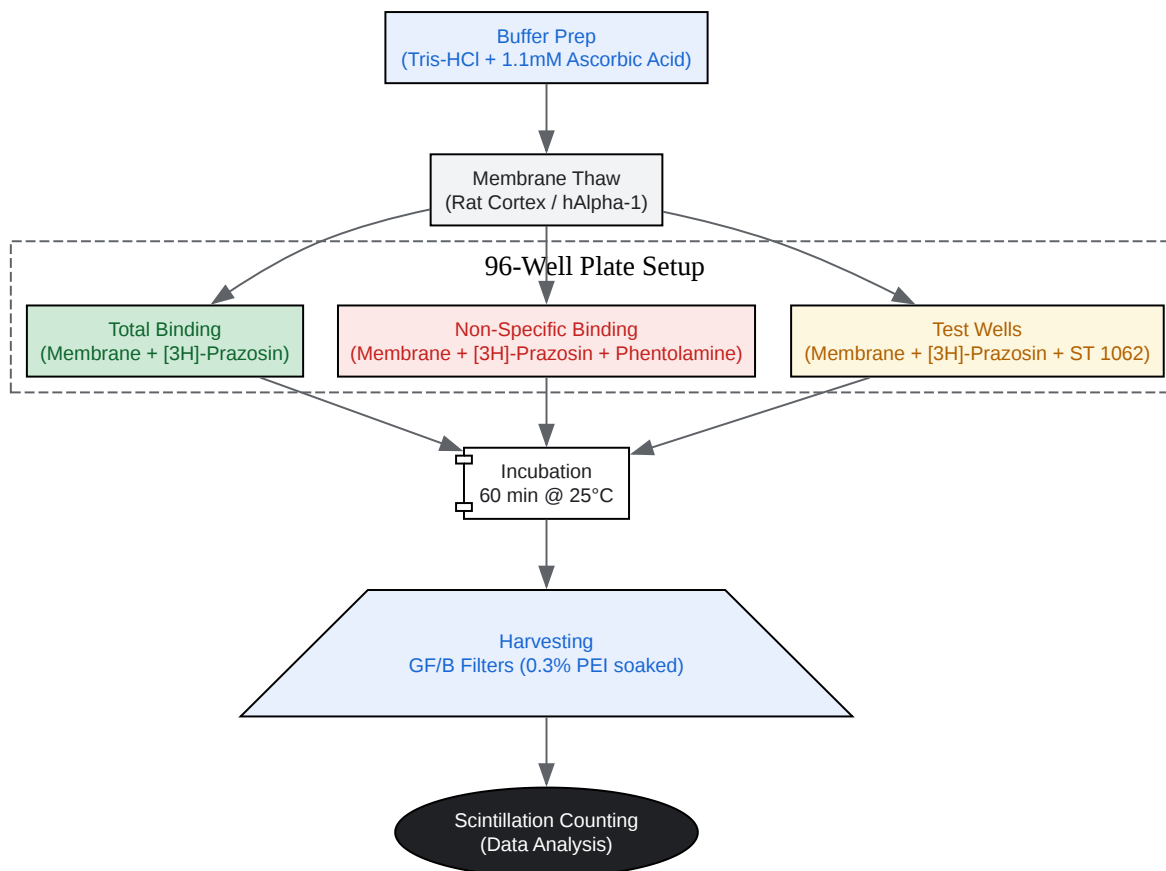 Buffer Prep
(Tris-HCl + 1.1mM Ascorbic Acid)
Membrane Thaw
(Rat Cortex / hAlpha-1)
96-Well Plate Setup
Total Binding
(Membrane + [3H]-Prazosin)
Non-Specific Binding
(Membrane + [3H]-Prazosin + Phentolamine)
Test Wells
(Membrane + [3H]-Prazosin + ST 1062)
Incubation
60 min @ 25°C
Harvesting
GF/B Filters (0.3% PEI soaked)
Scintillation Counting
(Data Analysis)